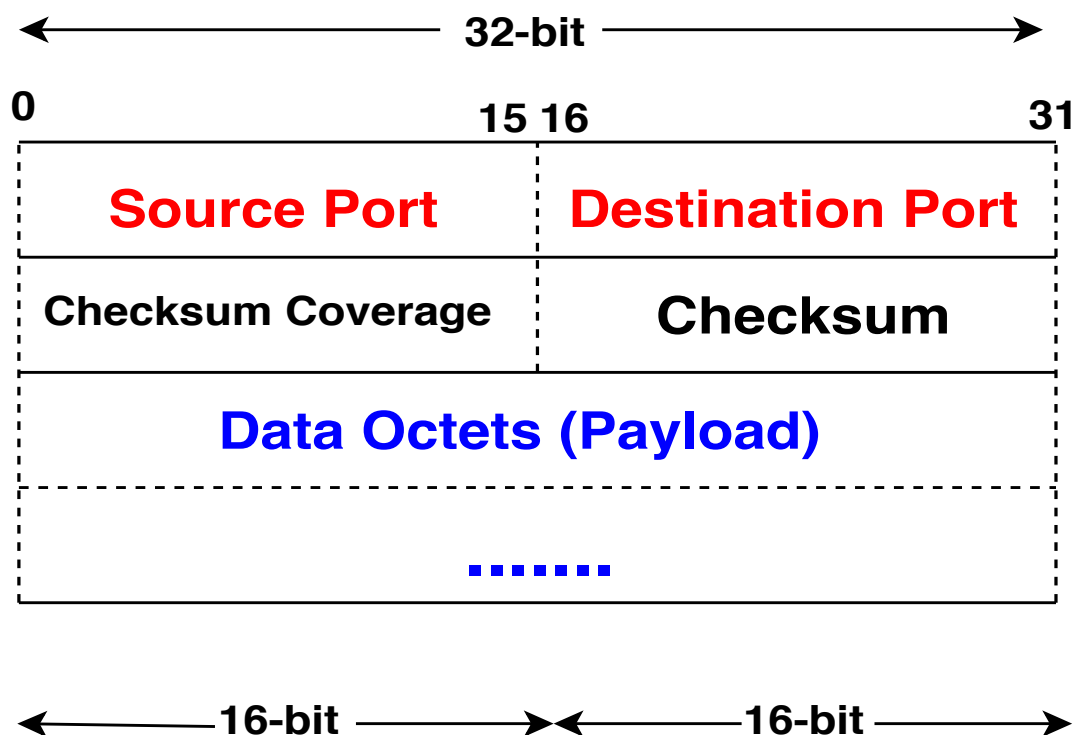 32-bit
0 15 16 31
Source Port Destination Port
Checksum Coverage Checksum
Data Octets (Payload)
.......
16-bit 16-bit